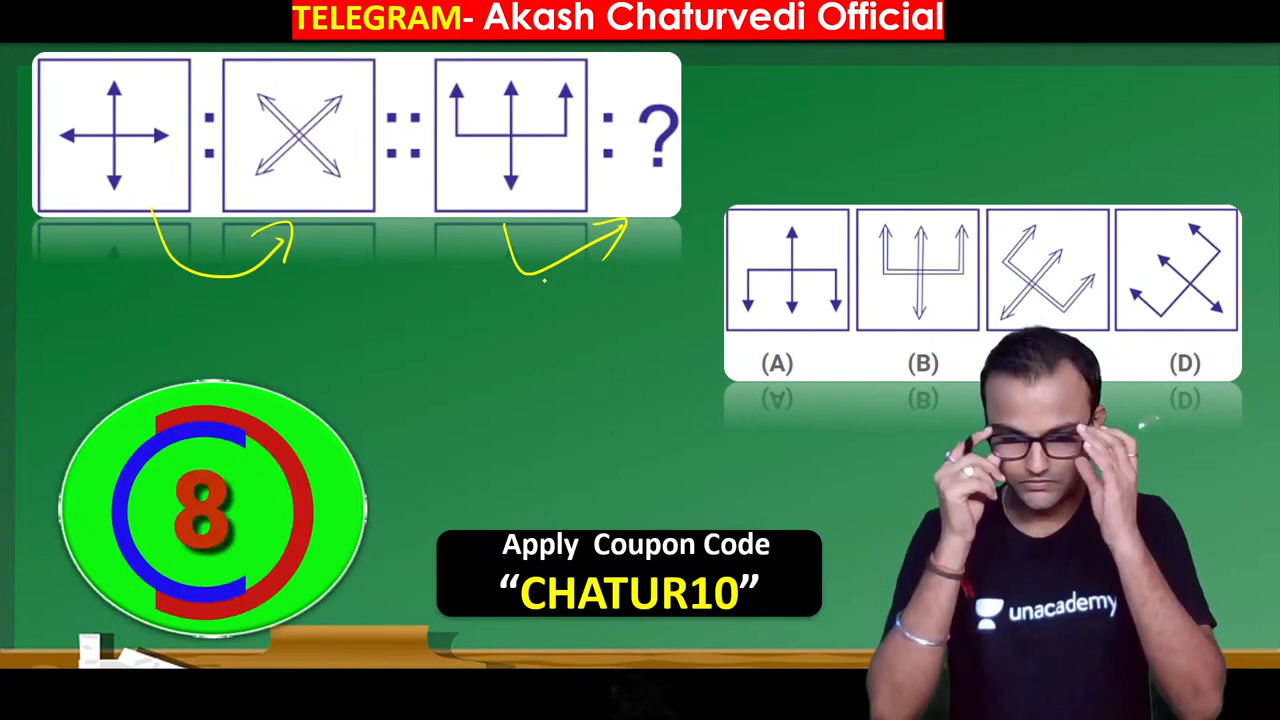 TELEGRAM- Akash Chaturvedi Official
: :: : ?
(A) (B) (D)
(A) (B) (D)
8
Apply Coupon Code
“CHATUR10”
unacademy